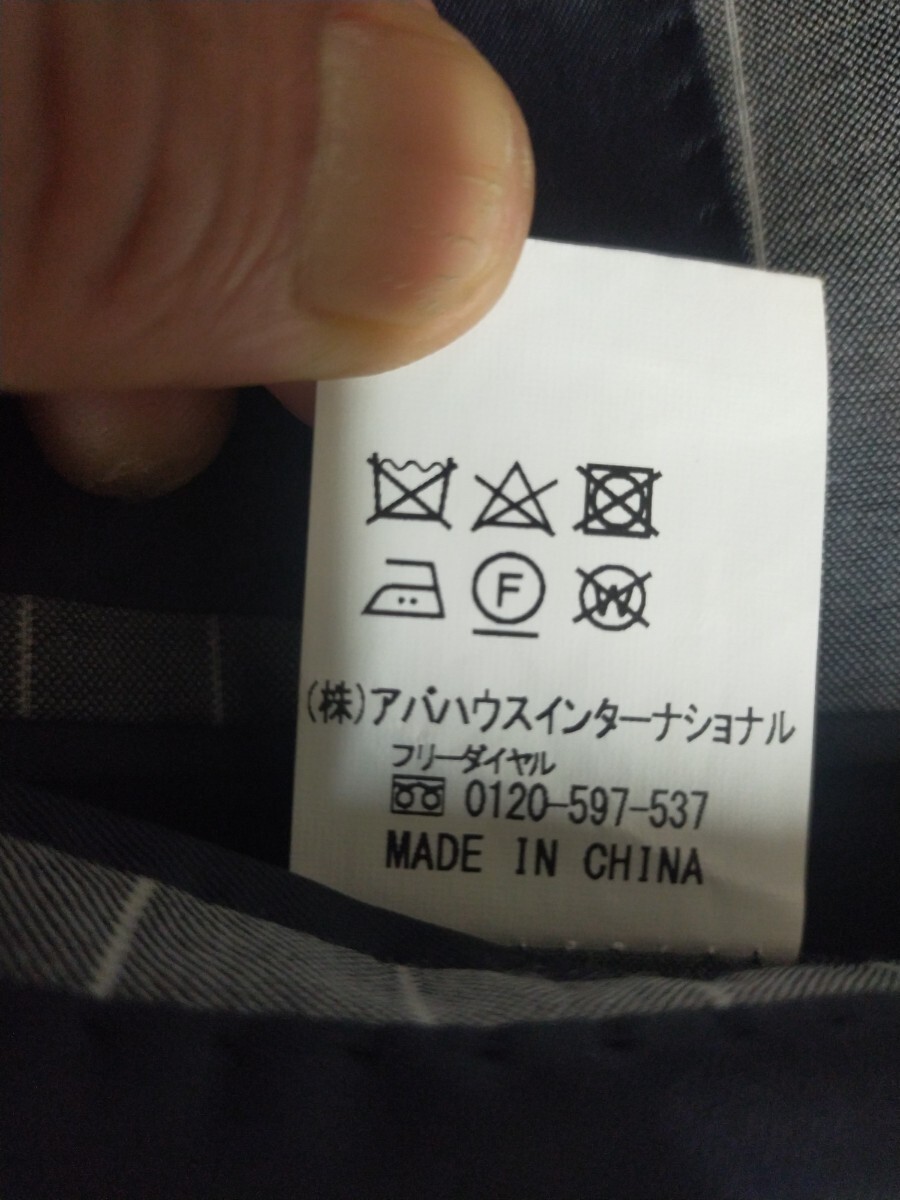 F W
(株)アバハウスインターナショナル
フリーダイヤル
0120-597-537
MADE IN CHINA